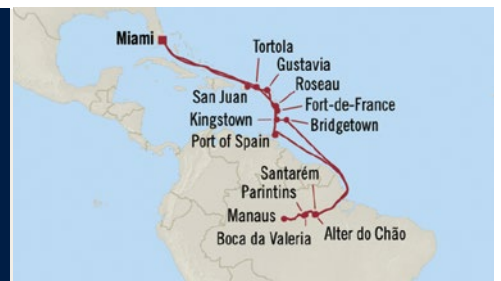 Miami
Tortola
Gustavia
San Juan
Roseau
Fort-de-France
Kingstown
Bridgetown
Port of Spain
Santarém
Parintins
Manaus
Boca da Valeria
Alter do Chão